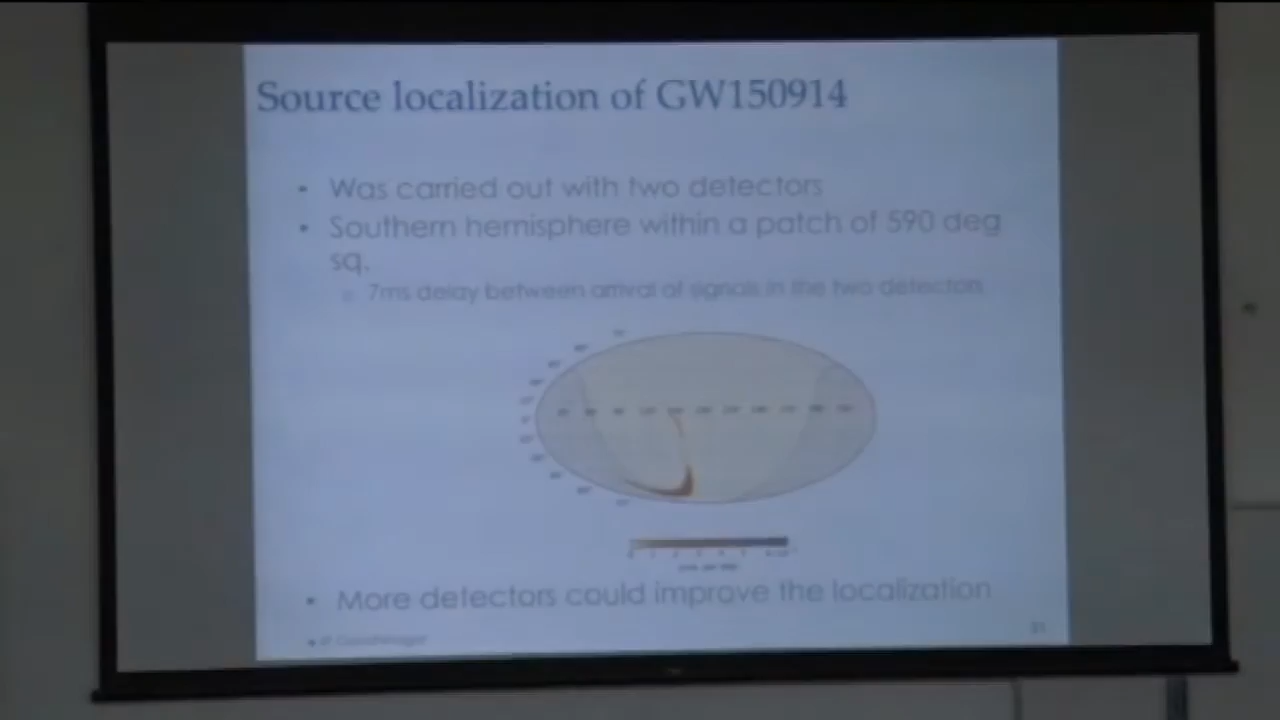 Source localization of GW150914
• Was carried out with two detectors
• Southern hemisphere within a patch of 590 deg
sq.
7ms delay between arrival of signals in the two detectors
• More detectors could improve the localization